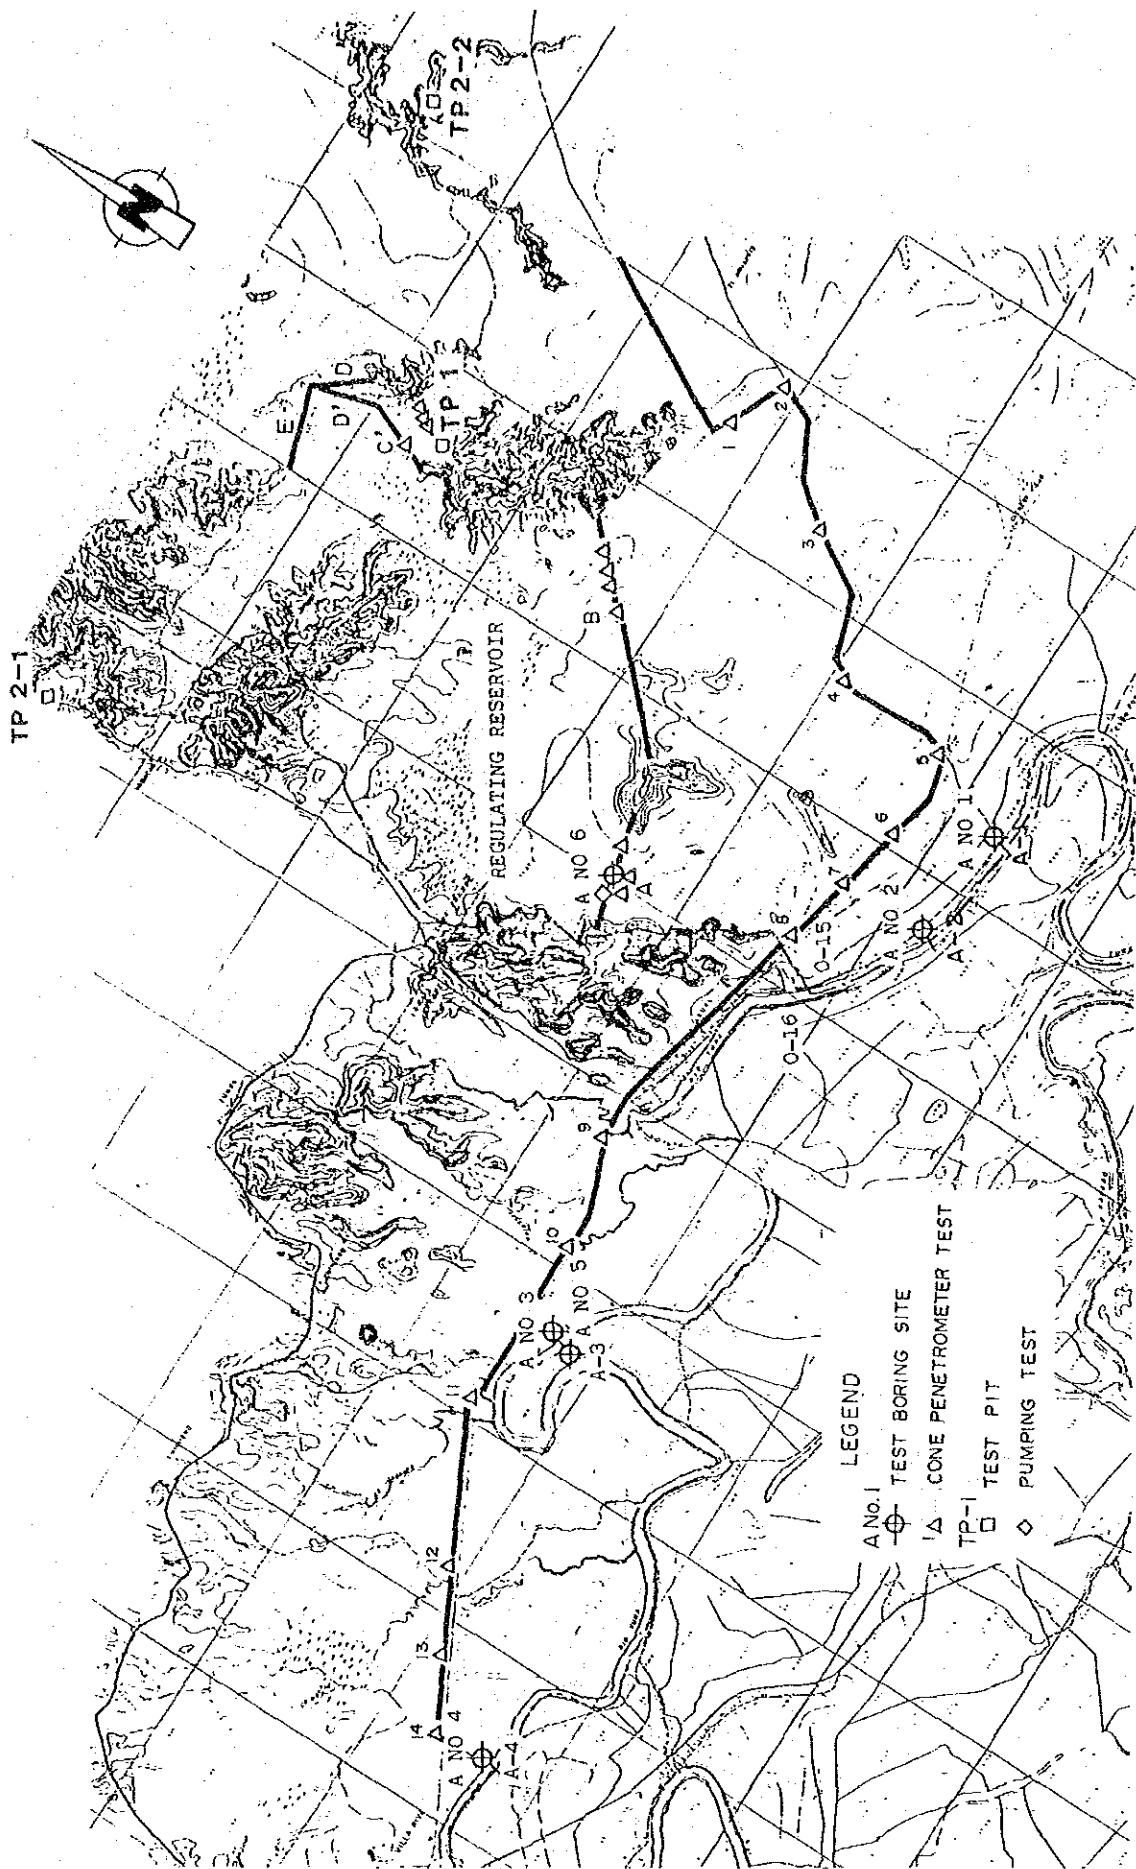 TP 2-1
TP 2-2
N
E
D
D'
C'
TP 1
REGULATING RESERVOIR
B
A NO 6
A
1
2
3
4
5
6
7
8
9
10
11
12
13
14
A NO 1
A-1
A NO 2
A-2
O-15
O-16
A NO 3
A NO 5
A-3
A NO 4
A-4
LEGEND
A No.1
TEST BORING SITE
1 CONE PENETROMETER TEST
TP-1
TEST PIT
PUMPING TEST